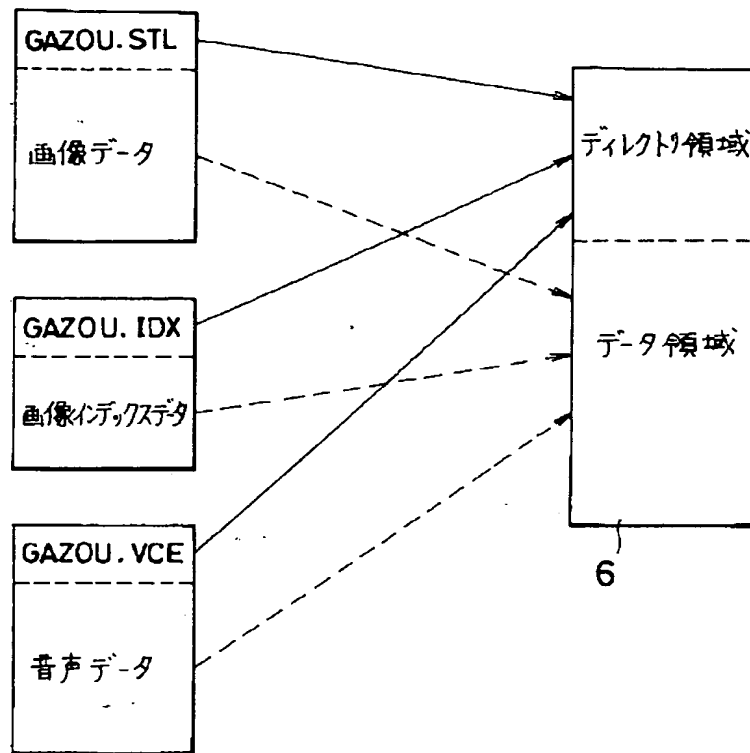 GAZOU.STL
画像データ
GAZOU.IDX
画像インデックスデータ
GAZOU.VCE
音声データ
ディレクトリ領域
データ領域
6